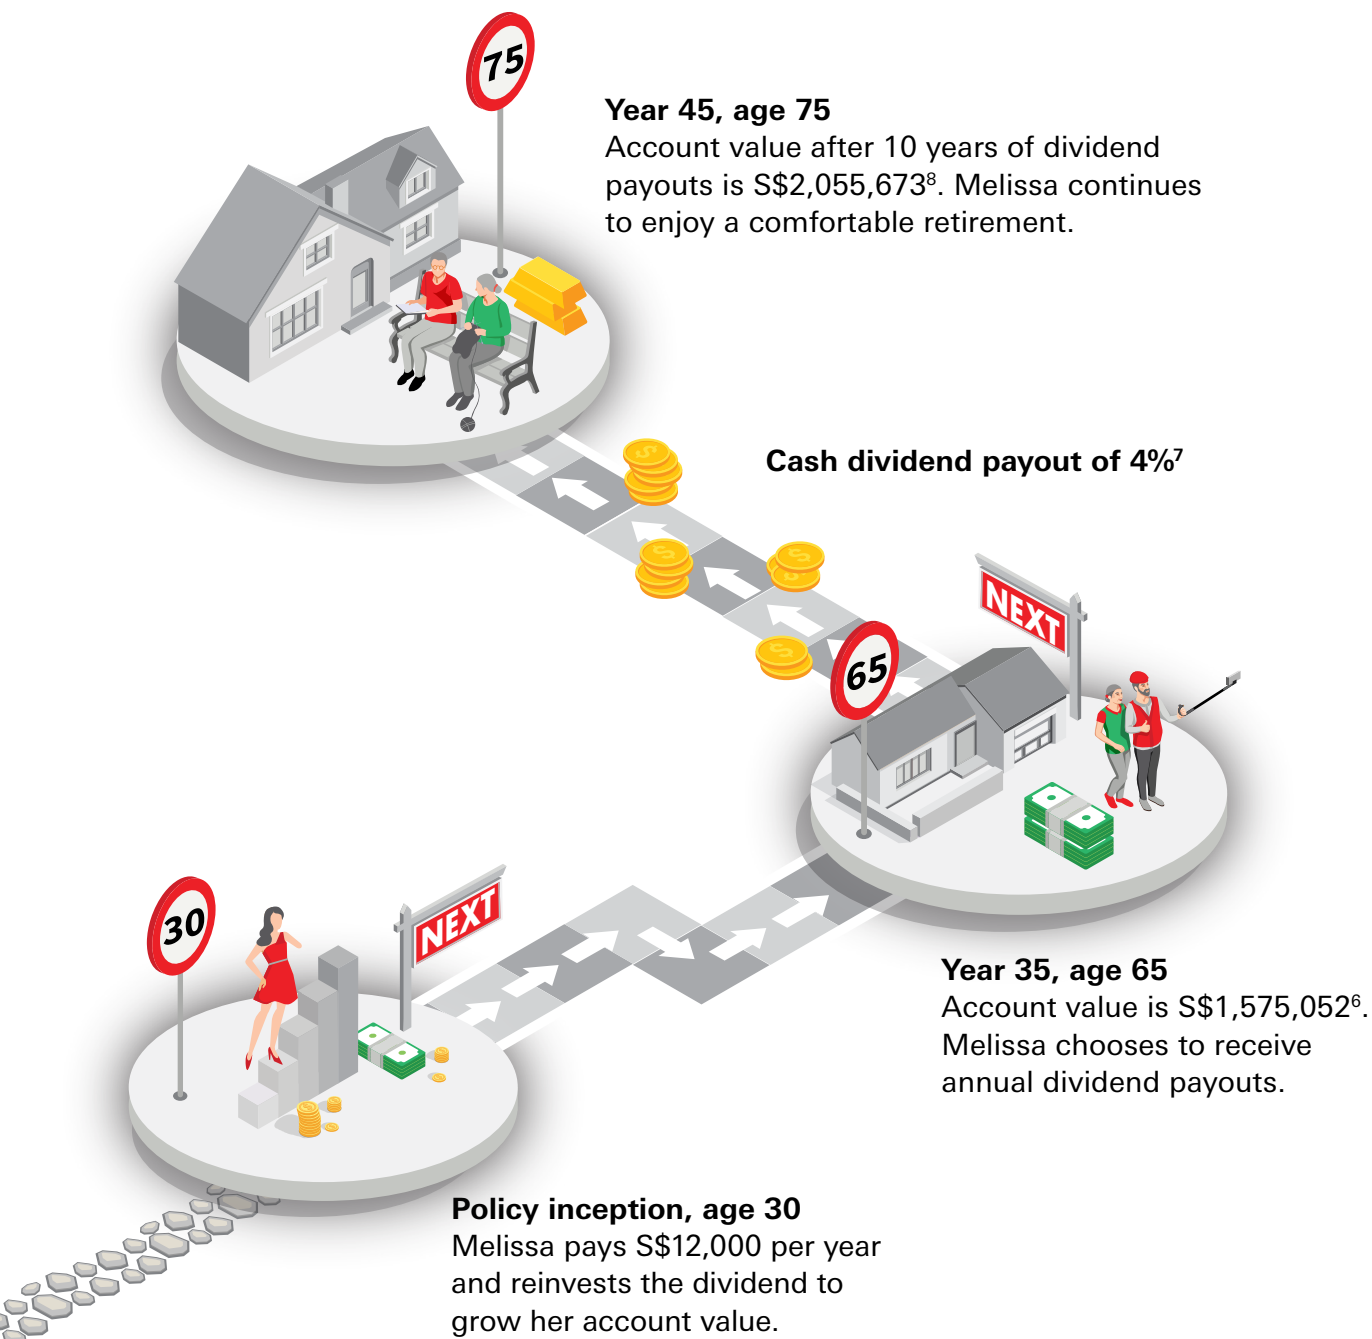 75
Year 45, age 75
Account value after 10 years of dividend
payouts is S$2,055,673⁸. Melissa continues
to enjoy a comfortable retirement.
Cash dividend payout of 4%⁷
NEXT
65
30
NEXT
Year 35, age 65
Account value is S$1,575,052⁶.
Melissa chooses to receive
annual dividend payouts.
Policy inception, age 30
Melissa pays S$12,000 per year
and reinvests the dividend to
grow her account value.